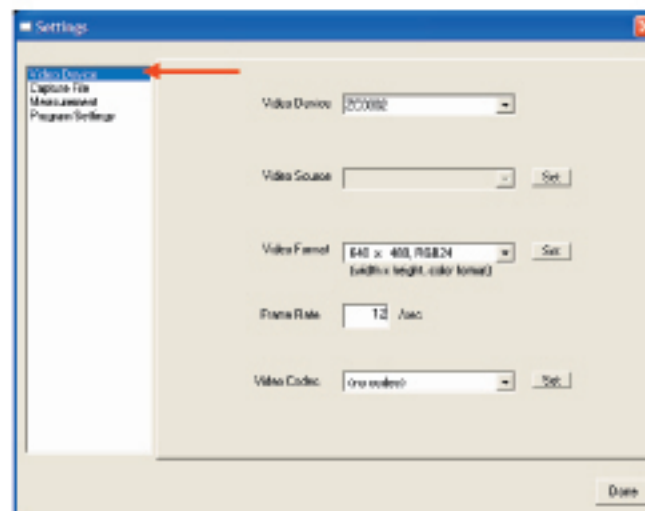 Settings
Video Device
Capture File
Measurement
Program Settings
Video Device ZC0302
Video Source Set
Video Format 640 x 480, RGB24 Set
(width x height, color format)
Frame Rate 12 /sec
Video Codec (no codec) Set
Done